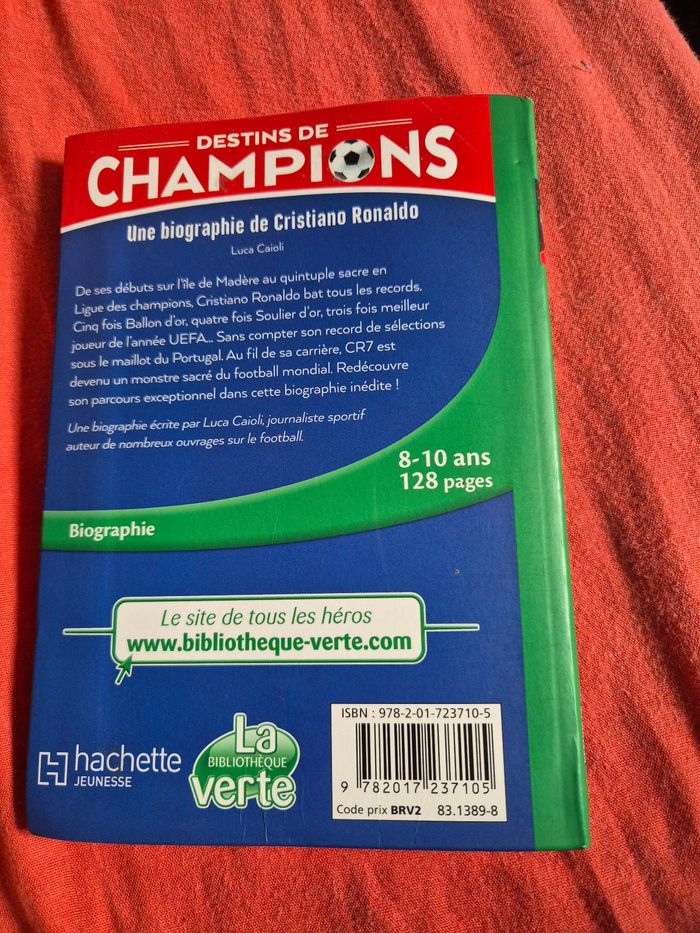 DESTINS DE
CHAMPIONS
Une biographie de Cristiano Ronaldo
Luca Caioli
De ses débuts sur l'île de Madère au quintuple sacre en
Ligue des champions, Cristiano Ronaldo bat tous les records.
Cinq fois Ballon d'or, quatre fois Soulier d'or, trois fois meilleur
joueur de l'année UEFA... Sans compter son record de sélections
sous le maillot du Portugal. Au fil de sa carrière, CR7 est
devenu un monstre sacré du football mondial. Redécouvre
son parcours exceptionnel dans cette biographie inédite !
Une biographie écrite par Luca Caioli, journaliste sportif
auteur de nombreux ouvrages sur le football.
8-10 ans
128 pages
Biographie
Le site de tous les héros
www.bibliotheque-verte.com
hachette
JEUNESSE
La
BIBLIOTHÈQUE
verte
ISBN : 978-2-01-723710-5
9 782017 237105
Code prix BRV2 83.1389-8